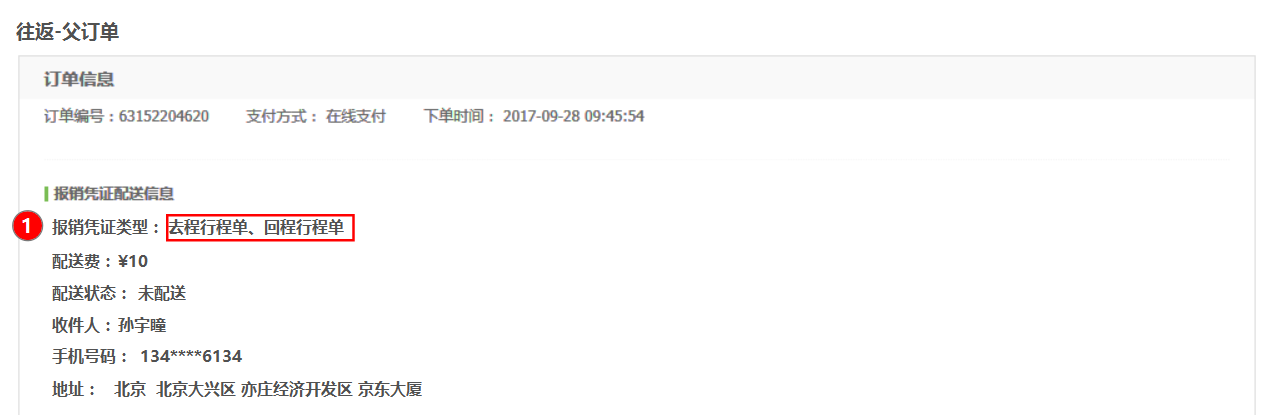 往返-父订单
订单信息
订单编号：63152204620 支付方式： 在线支付 下单时间： 2017-09-28 09:45:54
报销凭证配送信息
1 报销凭证类型： 去程行程单、回程行程单
配送费：¥10
配送状态： 未配送
收件人：孙宇曈
手机号码： 134****6134
地址： 北京 北京大兴区 亦庄经济开发区 京东大厦